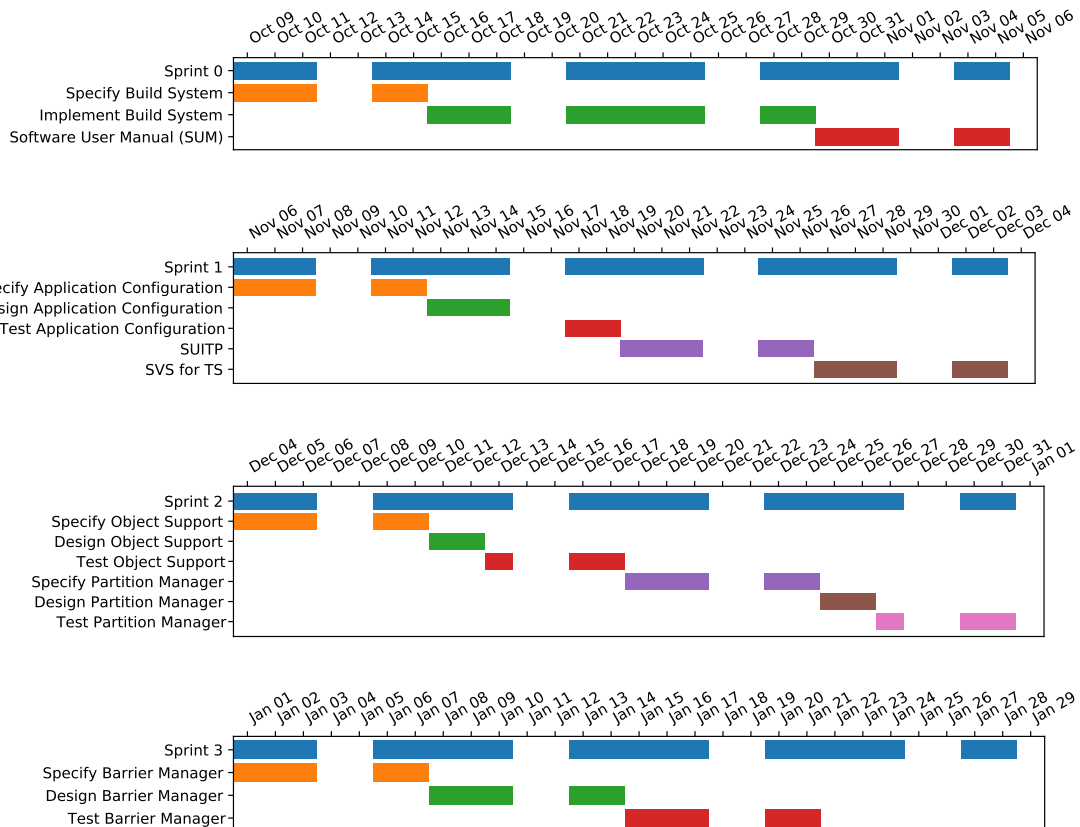 Oct 09 Oct 10 Oct 11 Oct 12 Oct 13 Oct 14 Oct 15 Oct 16 Oct 17 Oct 18 Oct 19 Oct 20 Oct 21 Oct 22 Oct 23 Oct 24 Oct 25 Oct 26 Oct 27 Oct 28 Oct 29 Oct 30 Oct 31 Nov 01 Nov 02 Nov 03 Nov 04 Nov 05 Nov 06
Sprint 0
Specify Build System
Implement Build System
Software User Manual (SUM)
Nov 06 Nov 07 Nov 08 Nov 09 Nov 10 Nov 11 Nov 12 Nov 13 Nov 14 Nov 15 Nov 16 Nov 17 Nov 18 Nov 19 Nov 20 Nov 21 Nov 22 Nov 23 Nov 24 Nov 25 Nov 26 Nov 27 Nov 28 Nov 29 Nov 30 Dec 01 Dec 02 Dec 03 Dec 04
Sprint 1
ecify Application Configuration
sign Application Configuration
Test Application Configuration
SUITP
SVS for TS
Dec 04 Dec 05 Dec 06 Dec 07 Dec 08 Dec 09 Dec 10 Dec 11 Dec 12 Dec 13 Dec 14 Dec 15 Dec 16 Dec 17 Dec 18 Dec 19 Dec 20 Dec 21 Dec 22 Dec 23 Dec 24 Dec 25 Dec 26 Dec 27 Dec 28 Dec 29 Dec 30 Dec 31 Jan 01
Sprint 2
Specify Object Support
Design Object Support
Test Object Support
Specify Partition Manager
Design Partition Manager
Test Partition Manager
Jan 01 Jan 02 Jan 03 Jan 04 Jan 05 Jan 06 Jan 07 Jan 08 Jan 09 Jan 10 Jan 11 Jan 12 Jan 13 Jan 14 Jan 15 Jan 16 Jan 17 Jan 18 Jan 19 Jan 20 Jan 21 Jan 22 Jan 23 Jan 24 Jan 25 Jan 26 Jan 27 Jan 28 Jan 29
Sprint 3
Specify Barrier Manager
Design Barrier Manager
Test Barrier Manager